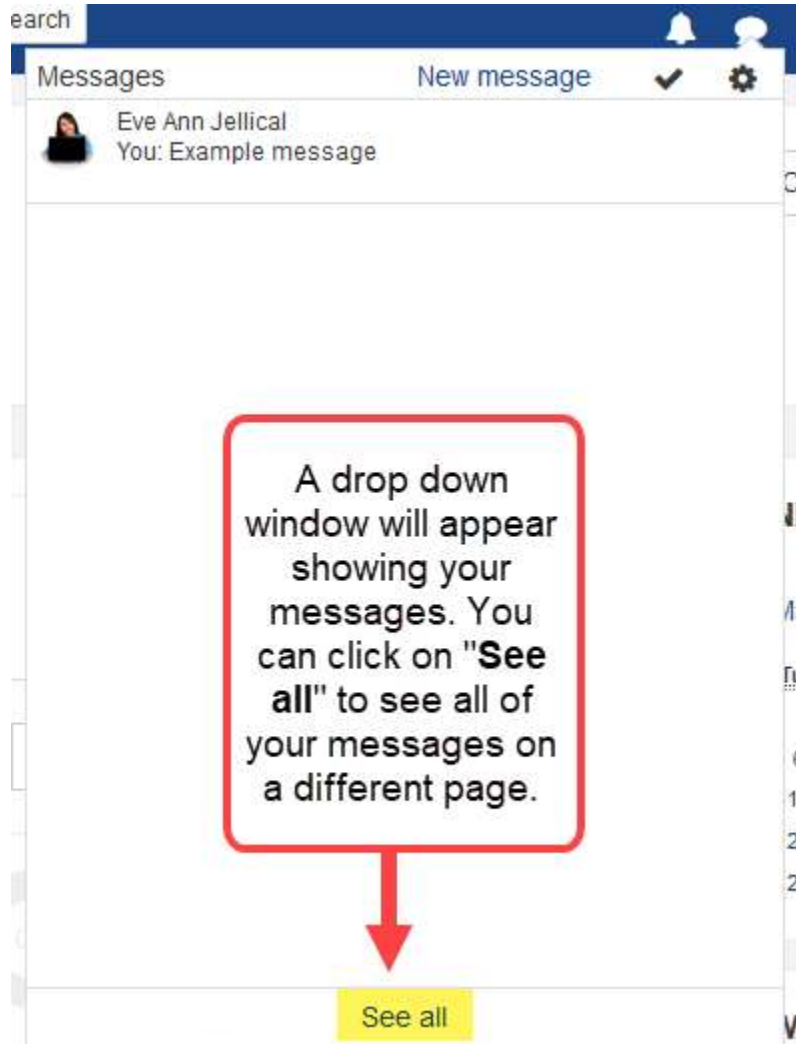 earch
Messages New message
Eve Ann Jellical
You: Example message
A drop down
window will appear
showing your
messages. You
can click on "See
all" to see all of
your messages on
a different page.
See all